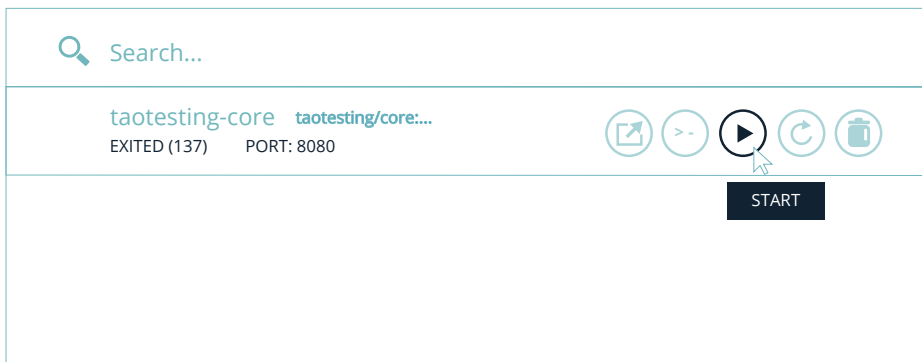 Search...
taotesting-core taotesting/core:...
EXITED (137) PORT: 8080
> -
START